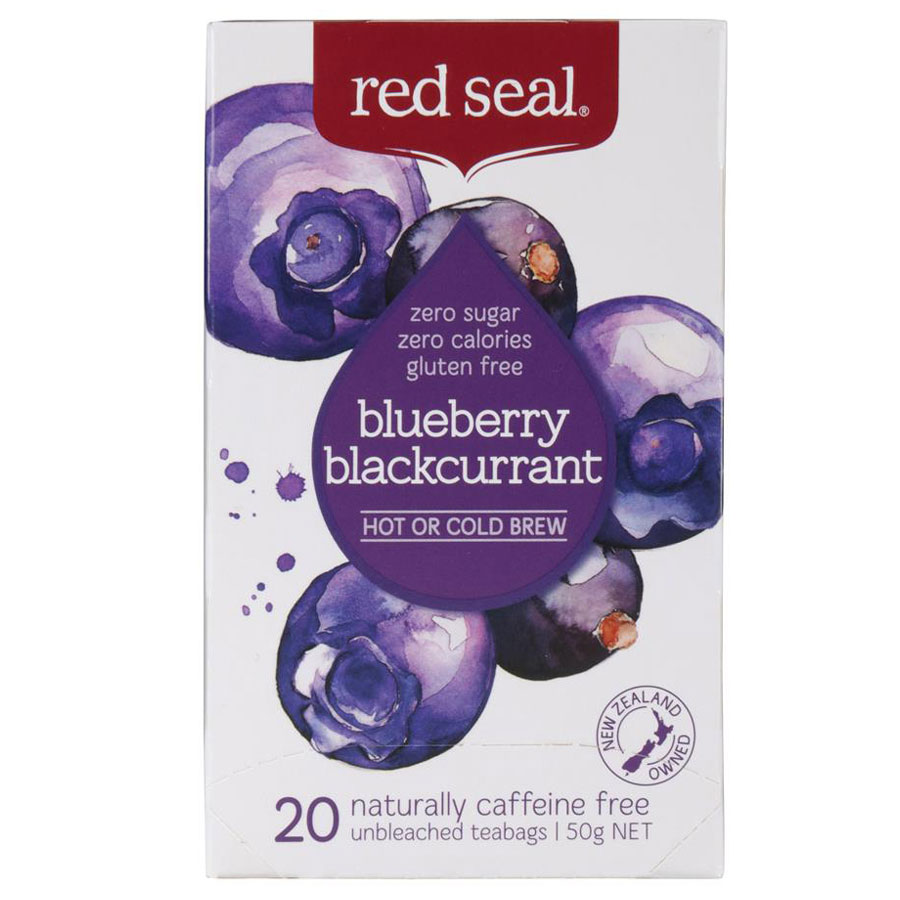 red seal®
zero sugar
zero calories
gluten free
blueberry
blackcurrant
HOT OR COLD BREW
NEW ZEALAND
OWNED
20 naturally caffeine free
unbleached teabags | 50g NET